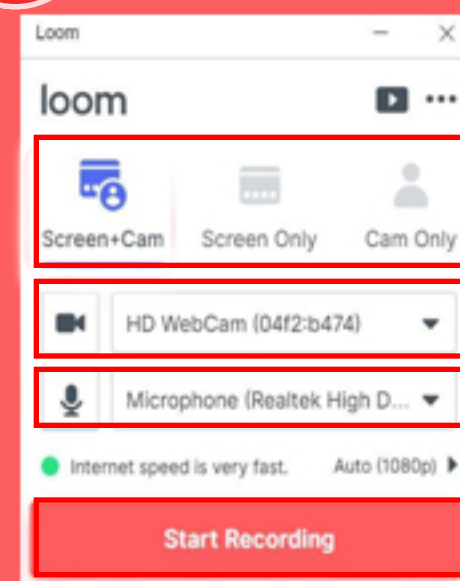 Loom
loom
Screen+Cam Screen Only Cam Only
HD WebCam (04f2:b474)
Microphone (Realtek High D...
Internet speed is very fast. Auto (1080p)
Start Recording